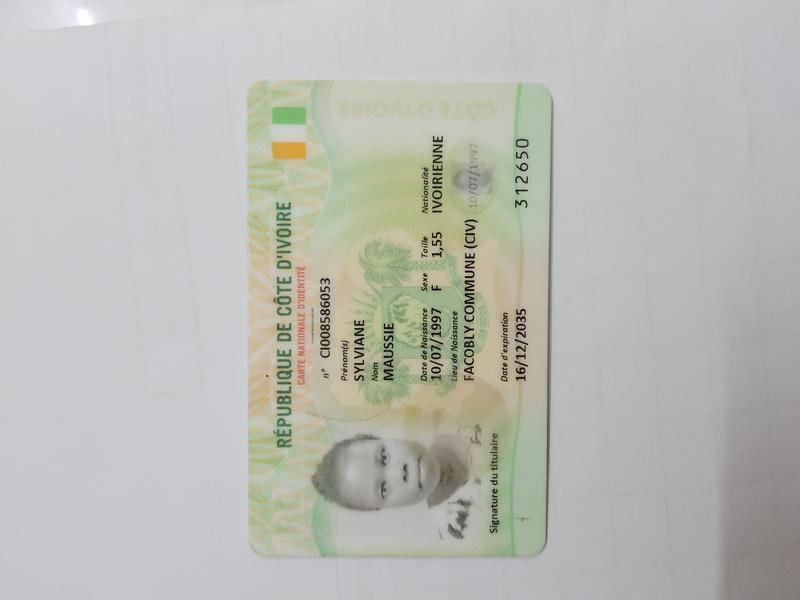 CÔTE D'IVOIRE
RÉPUBLIQUE DE CÔTE D'IVOIRE
CARTE NATIONALE D'IDENTITÉ
n° CI008586053
Prénom(s)
SYLVIANE
Nom
MAUSSIE
Date de Naissance Sexe Taille Nationalité
10/07/1997 F 1,55 IVOIRIENNE
Lieu de Naissance
FACOBLY COMMUNE (CIV)
10/07/1997
Date d'expiration
16/12/2035
312650
Signature du titulaire